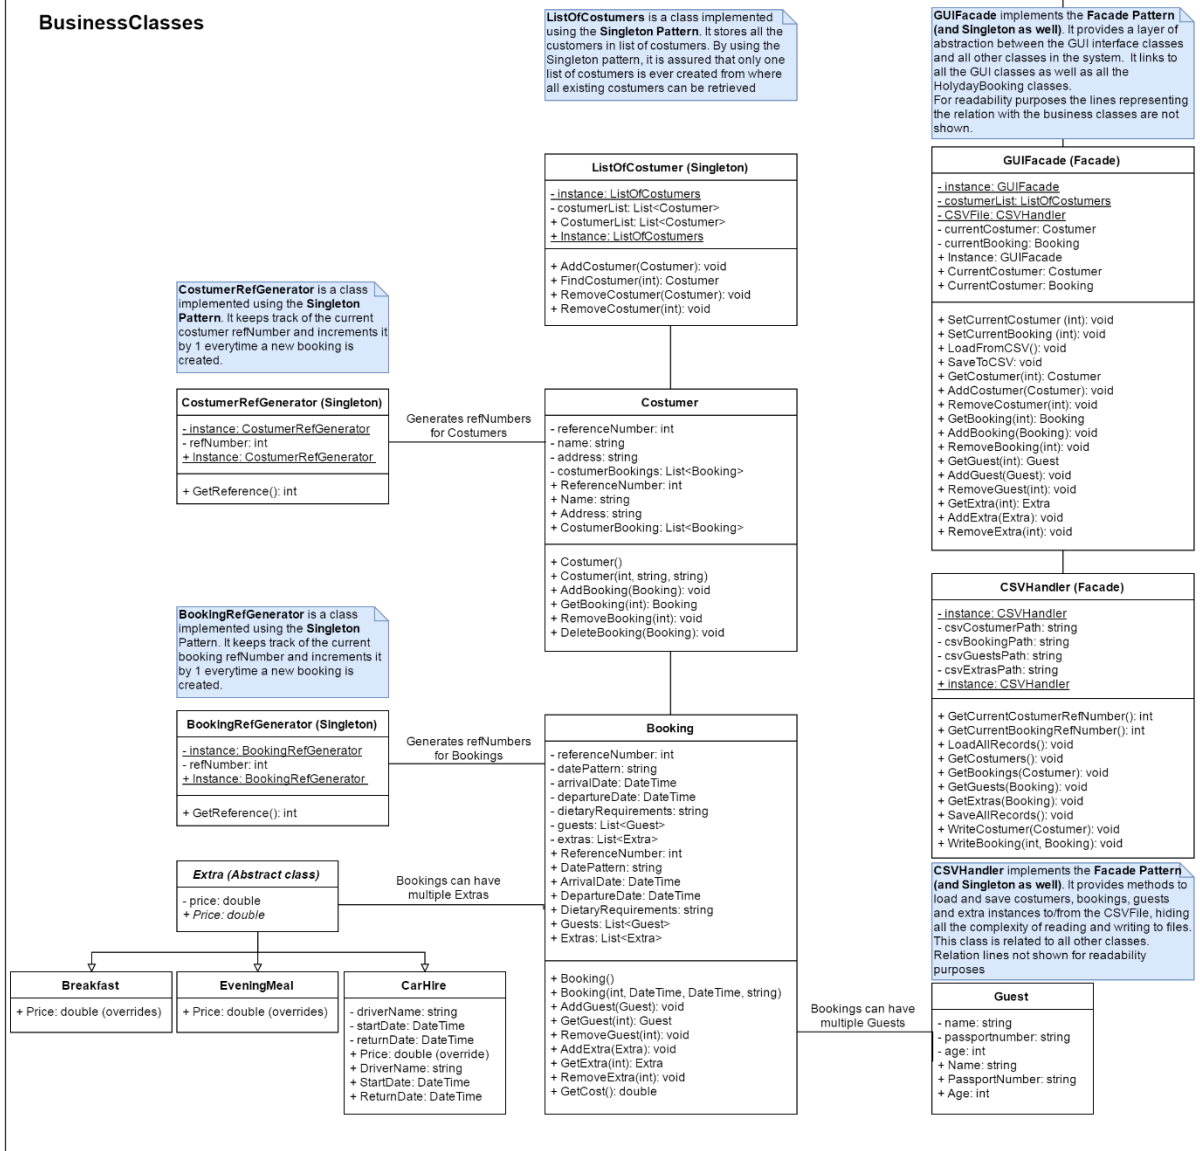 BusinessClasses
ListOfCostumers is a class implemented
using the Singleton Pattern. It stores all the
customers in list of costumers. By using the
Singleton pattern, it is assured that only one
list of costumers is ever created from where
all existing costumers can be retrieved
GUIFacade implements the Facade Pattern
(and Singleton as well). It provides a layer of
abstraction between the GUI interface classes
and all other classes in the system. It links to
all the GUI classes as well as all the
HolydayBooking classes.
For readability purposes the lines representing
the relation with the business classes are not
shown.
ListOfCostumer (Singleton)
- instance: ListOfCostumers
- costumerList: List<Costumer>
+ CostumerList: List<Costumer>
+ Instance: ListOfCostumers
+ AddCostumer(Costumer): void
+ FindCostumer(int): Costumer
+ RemoveCostumer(Costumer): void
+ RemoveCostumer(int): void
GUIFacade (Facade)
- instance: GUIFacade
- costumerList: ListOfCostumers
- CSVFile: CSVHandler
- currentCostumer: Costumer
- currentBooking: Booking
+ Instance: GUIFacade
+ CurrentCostumer: Costumer
+ CurrentCostumer: Booking
+ SetCurrentCostumer (int): void
+ SetCurrentBooking (int): void
+ LoadFromCSV(): void
+ SaveToCSV: void
+ GetCostumer(int): Costumer
+ AddCostumer(Costumer): void
+ RemoveCostumer(int): void
+ GetBooking(int): Booking
+ AddBooking(Booking): void
+ RemoveBooking(int): void
+ GetGuest(int): Guest
+ AddGuest(Guest): void
+ RemoveGuest(int): void
+ GetExtra(int): Extra
+ AddExtra(Extra): void
+ RemoveExtra(int): void
CostumerRefGenerator is a class
implemented using the Singleton
Pattern. It keeps track of the current
costumer refNumber and increments it
by 1 everytime a new booking is
created.
CostumerRefGenerator (Singleton)
- instance: CostumerRefGenerator
- refNumber: int
+ Instance: CostumerRefGenerator
+ GetReference(): int
Generates refNumbers
for Costumers
Costumer
- referenceNumber: int
- name: string
- address: string
- costumerBookings: List<Booking>
+ ReferenceNumber: int
+ Name: string
+ Address: string
+ CostumerBooking: List<Booking>
+ Costumer()
+ Costumer(int, string, string)
+ AddBooking(Booking): void
+ GetBooking(int): Booking
+ RemoveBooking(int): void
+ DeleteBooking(Booking): void
CSVHandler (Facade)
- instance: CSVHandler
- csvCostumerPath: string
- csvBookingPath: string
- csvGuestsPath: string
- csvExtrasPath: string
+ instance: CSVHandler
+ GetCurrentCostumerRefNumber(): int
+ GetCurrentBookingRefNumber(): int
+ LoadAllRecords(): void
+ GetCostumers(): void
+ GetBookings(Costumer): void
+ GetGuests(Booking): void
+ GetExtras(Booking): void
+ SaveAllRecords(): void
+ WriteCostumer(Costumer): void
+ WriteBooking(int, Booking): void
BookingRefGenerator is a class
implemented using the Singleton
Pattern. It keeps track of the current
booking refNumber and increments it
by 1 everytime a new booking is
created.
BookingRefGenerator (Singleton)
- instance: BookingRefGenerator
- refNumber: int
+ Instance: BookingRefGenerator
+ GetReference(): int
Generates refNumbers
for Bookings
Booking
- referenceNumber: int
- datePattern: string
- arrivalDate: DateTime
- departureDate: DateTime
- dietaryRequirements: string
- guests: List<Guest>
- extras: List<Extra>
+ ReferenceNumber: int
+ DatePattern: string
+ ArrivalDate: DateTime
+ DepartureDate: DateTime
+ DietaryRequirements: string
+ Guests: List<Guest>
+ Extras: List<Extra>
+ Booking()
+ Booking(int, DateTime, DateTime, string)
+ AddGuest(Guest): void
+ GetGuest(int): Guest
+ RemoveGuest(int): void
+ AddExtra(Extra): void
+ GetExtra(int): Extra
+ RemoveExtra(int): void
+ GetCost(): double
Extra (Abstract class)
- price: double
+ Price: double
Bookings can have
multiple Extras
Breakfast
+ Price: double (overrides)
EveningMeal
+ Price: double (overrides)
CarHire
- driverName: string
- startDate: DateTime
- returnDate: DateTime
+ Price: double (override)
+ DriverName: string
+ StartDate: DateTime
+ ReturnDate: DateTime
CSVHandler implements the Facade Pattern
(and Singleton as well). It provides methods to
load and save costumers, bookings, guests
and extra instances to/from the CSVFile, hiding
all the complexity of reading and writing to files.
This class is related to all other classes.
Relation lines not shown for readability
purposes
Bookings can have
multiple Guests
Guest
- name: string
- passportnumber: string
- age: int
+ Name: string
+ PassportNumber: string
+ Age: int